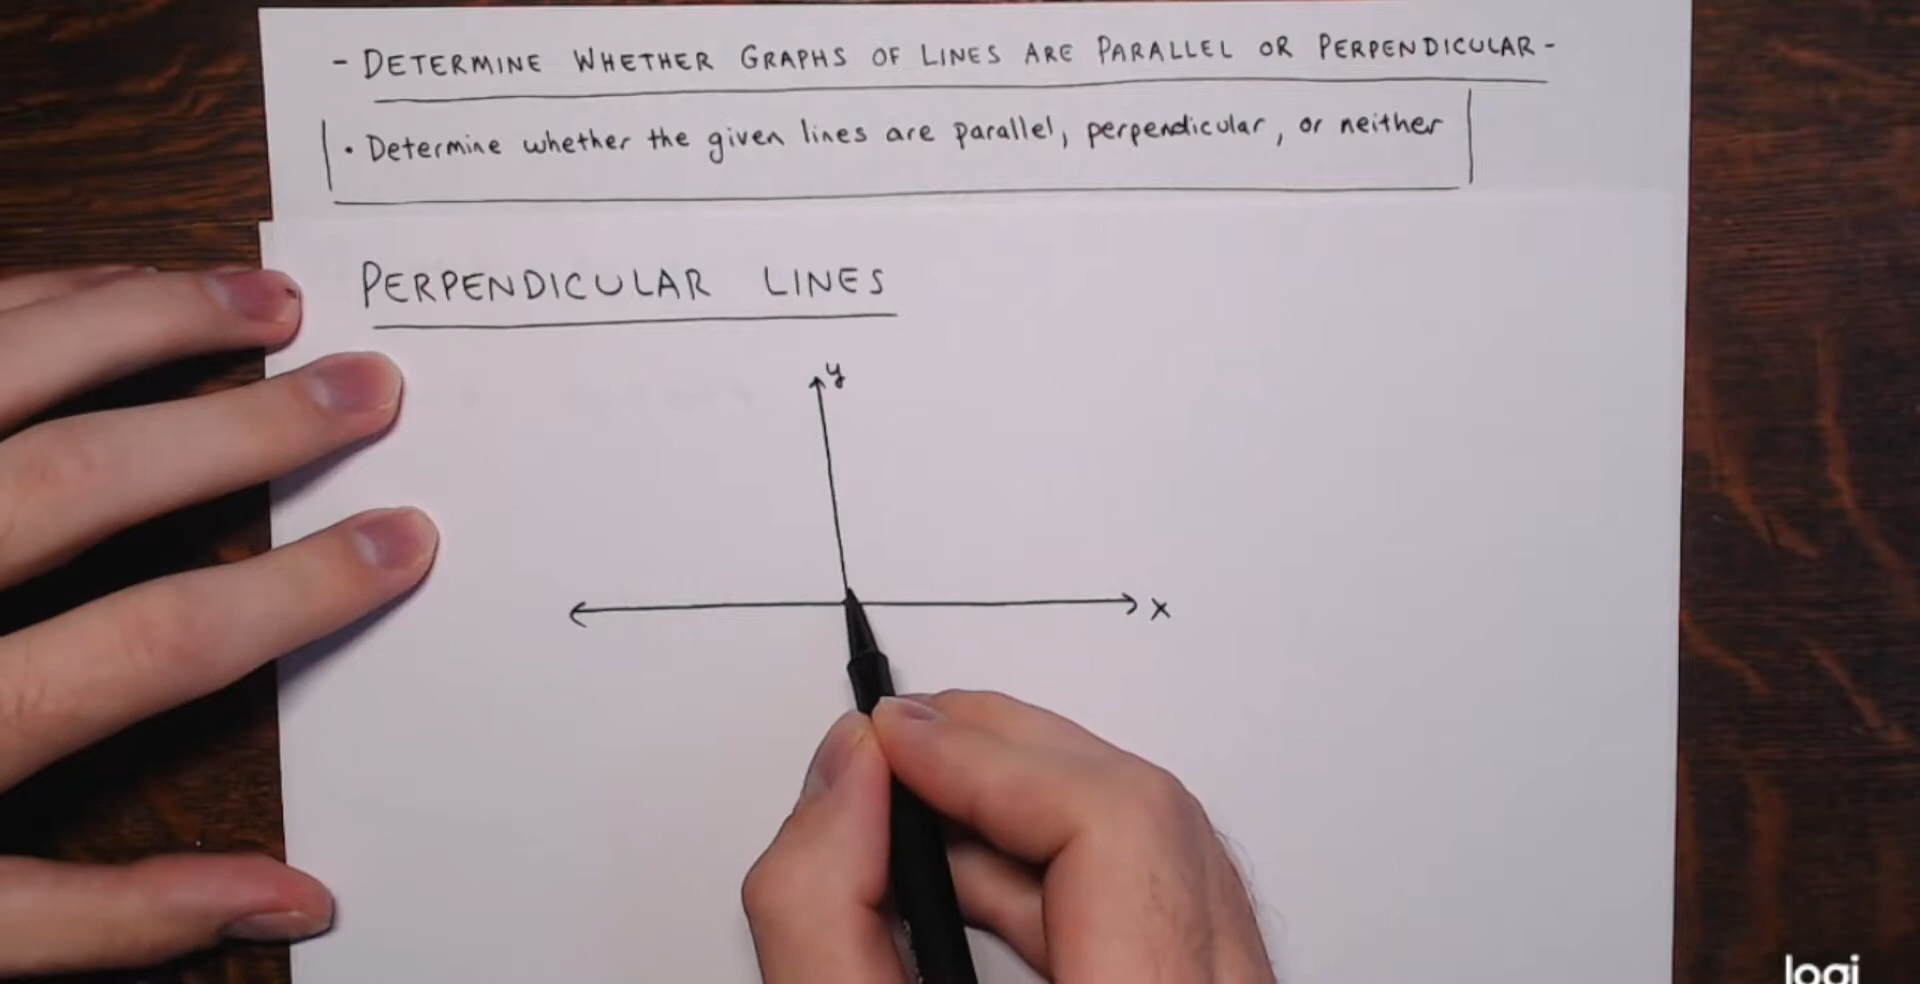 - DETERMINE WHETHER GRAPHS OF LINES ARE PARALLEL OR PERPENDICULAR -
• Determine whether the given lines are parallel, perpendicular, or neither
PERPENDICULAR LINES
y
x
logi